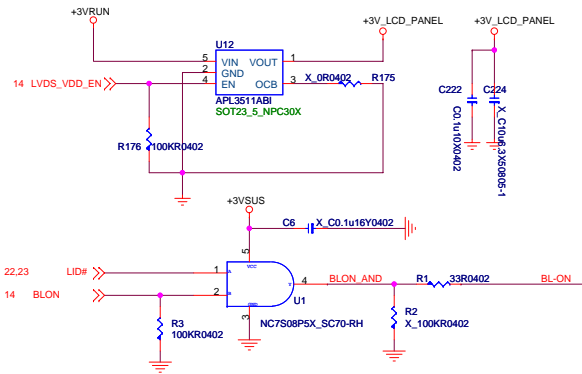 +3VRUN
+3V_LCD_PANEL
+3V_LCD_PANEL
U12
5 VIN VOUT 1
2 GND
14 LVDS_VDD_EN 4 EN OCB 3 X_0R0402 R175
APL3511ABI
SOT23_5_NPC30X
R176 100KR0402
C222 C0.1u10X0402
C224 X_C10u6.3X50805-1
+3VSUS
C6 X_C0.1u16Y0402
5
VCC
22,23 LID# 1 A
14 BLON 2 B
Y 4 BLON_AND R1 33R0402 BL-ON
U1
GND
3
NC7S08P5X_SC70-RH
R3
100KR0402
R2
X_100KR0402